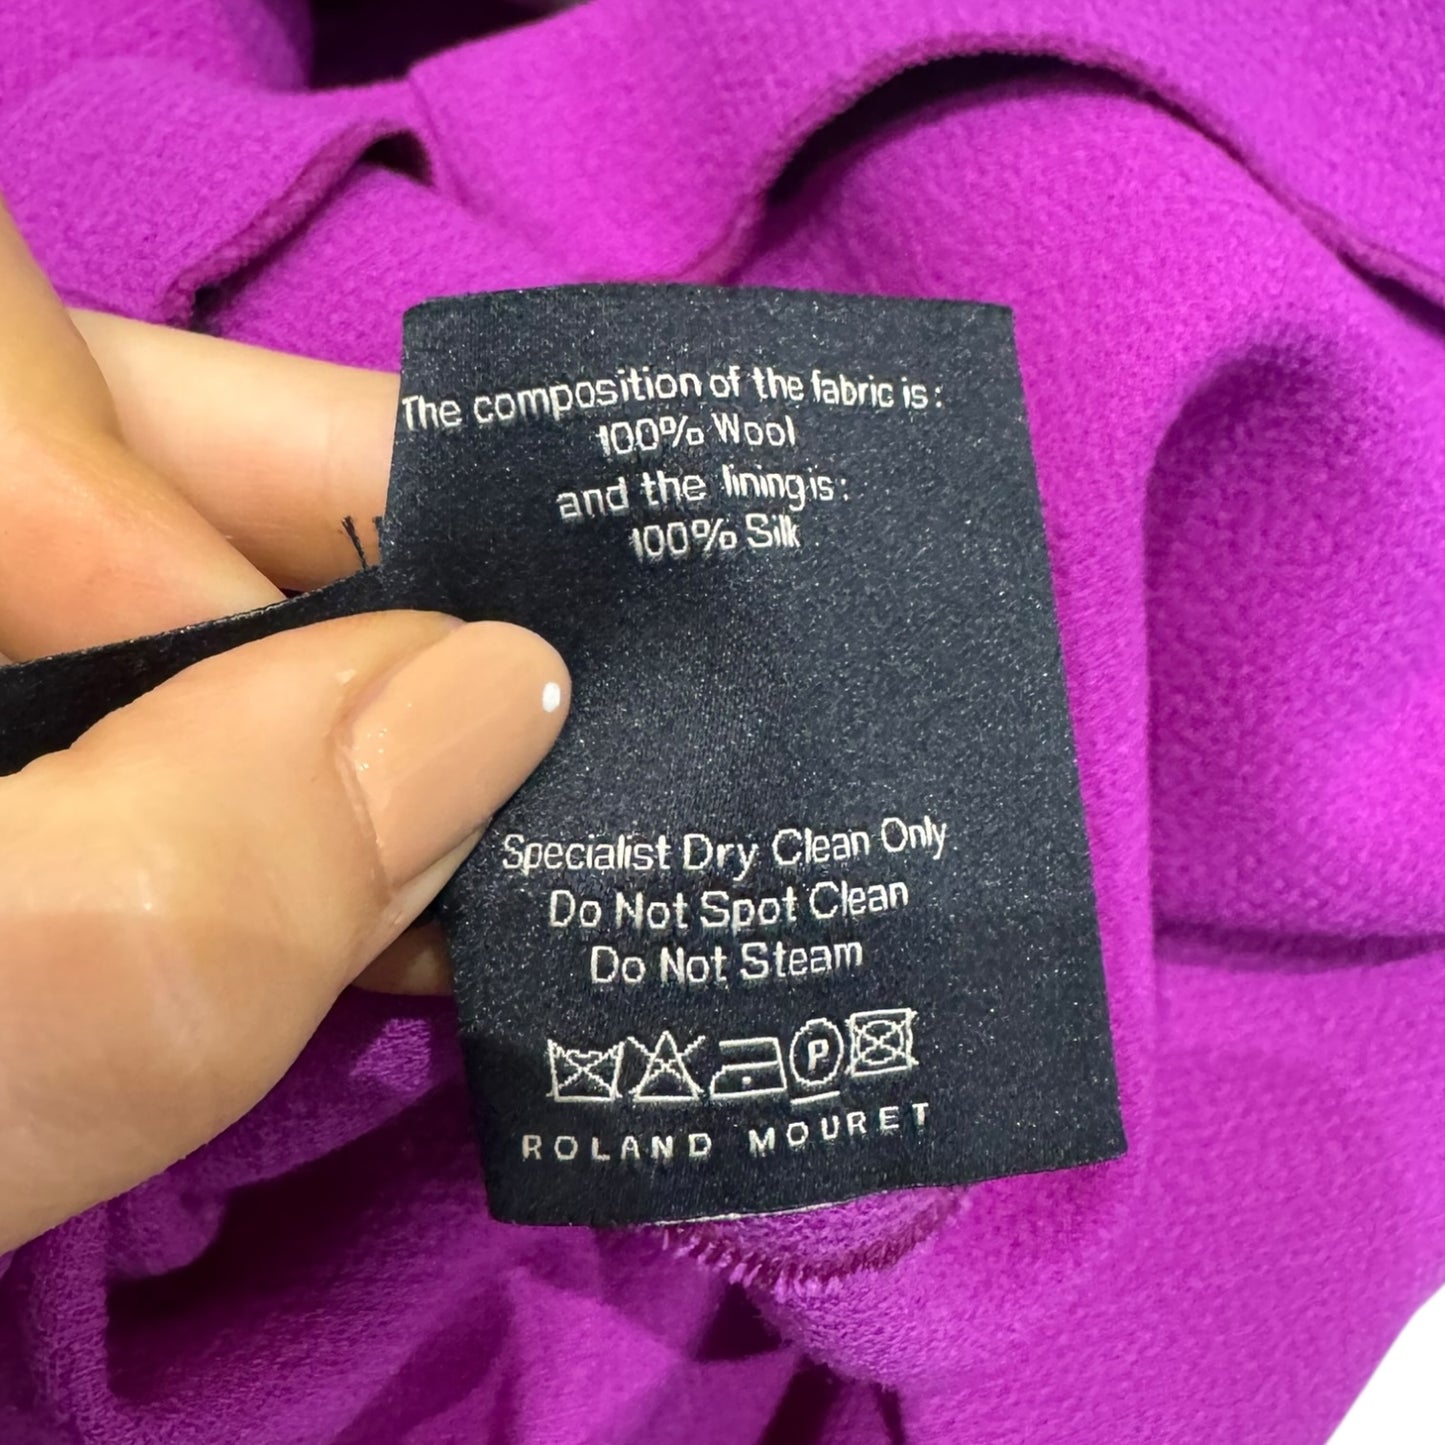 The composition of the fabric is:
100% Wool
and the lining is:
100% Silk
Specialist Dry Clean Only
Do Not Spot Clean
Do Not Steam
P
ROLAND MOURET